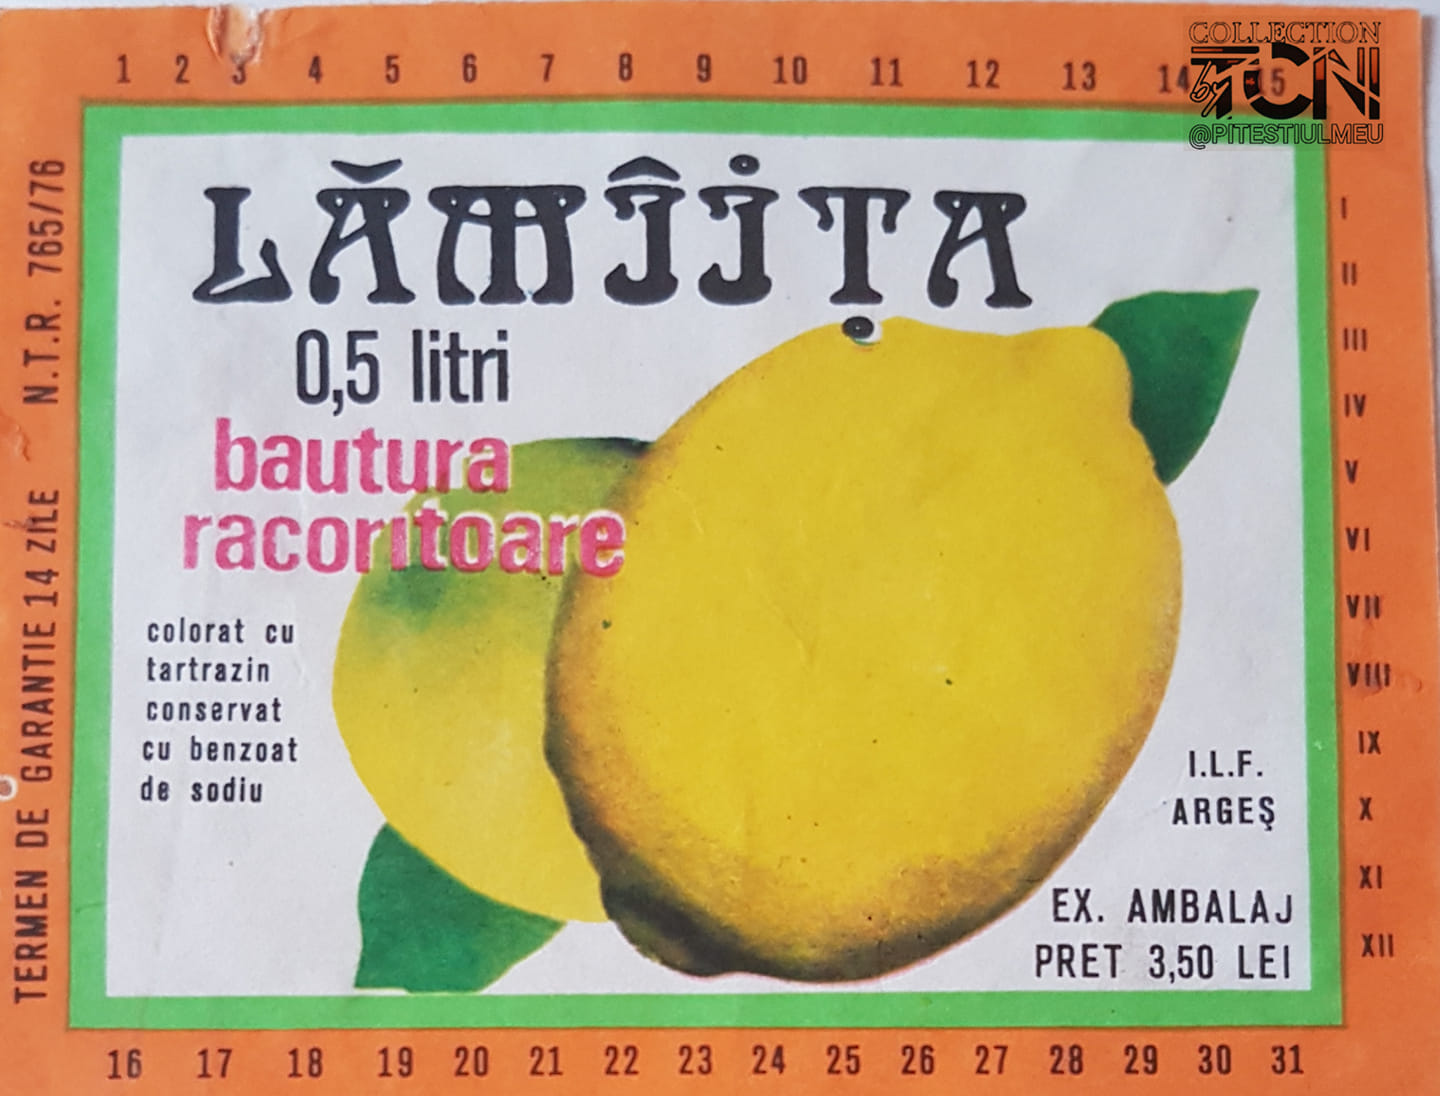 COLLECTION
by TCNI
@PITESTIULMEU
1 2 3 4 5 6 7 8 9 10 11 12 13 14 15
TERMEN DE GARANTIE 14 ZILE N.T.R. 765/76
LĂMÎIȚA
0,5 litri
bautura
racoritoare
colorat cu
tartrazin
conservat
cu benzoat
de sodiu
I.L.F.
ARGEŞ
EX. AMBALAJ
PRET 3,50 LEI
I
II
III
IV
V
VI
VII
VIII
IX
X
XI
XII
16 17 18 19 20 21 22 23 24 25 26 27 28 29 30 31